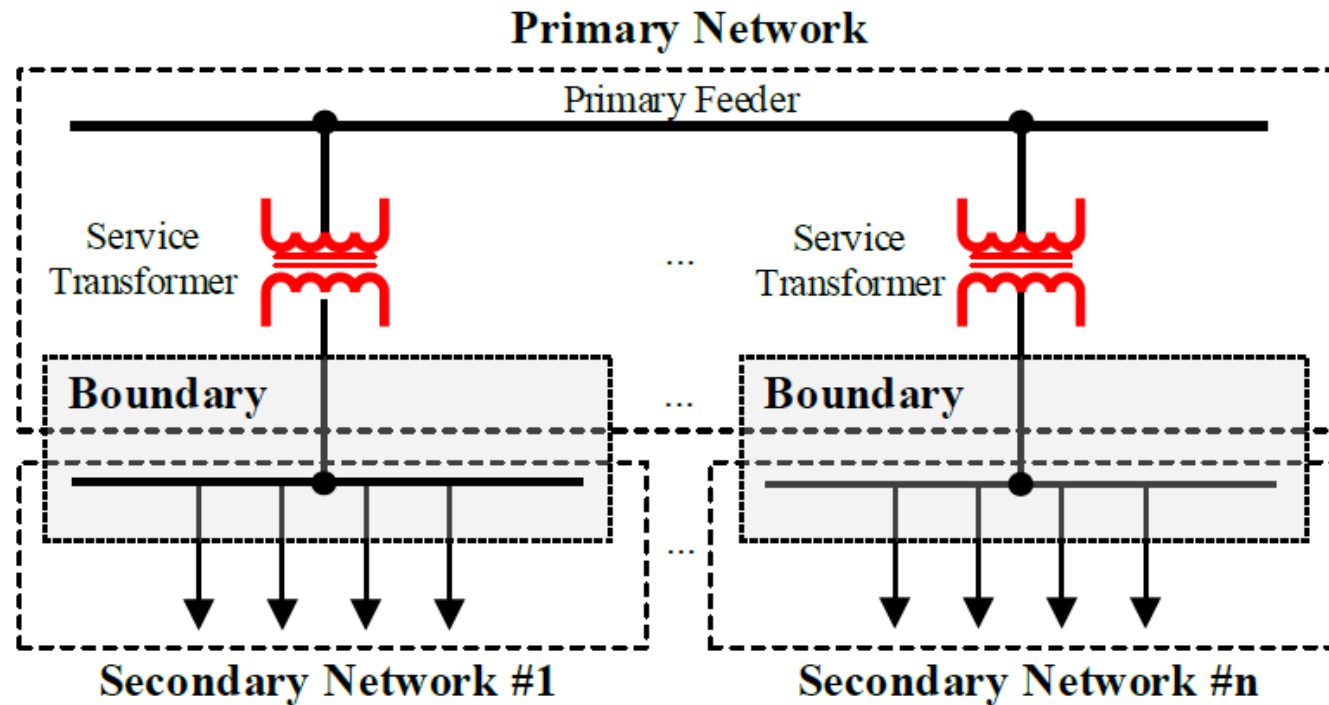 Primary Network
Primary Feeder
Service
Transformer
...
Service
Transformer
Boundary
...
Boundary
...
Secondary Network #1
Secondary Network #n